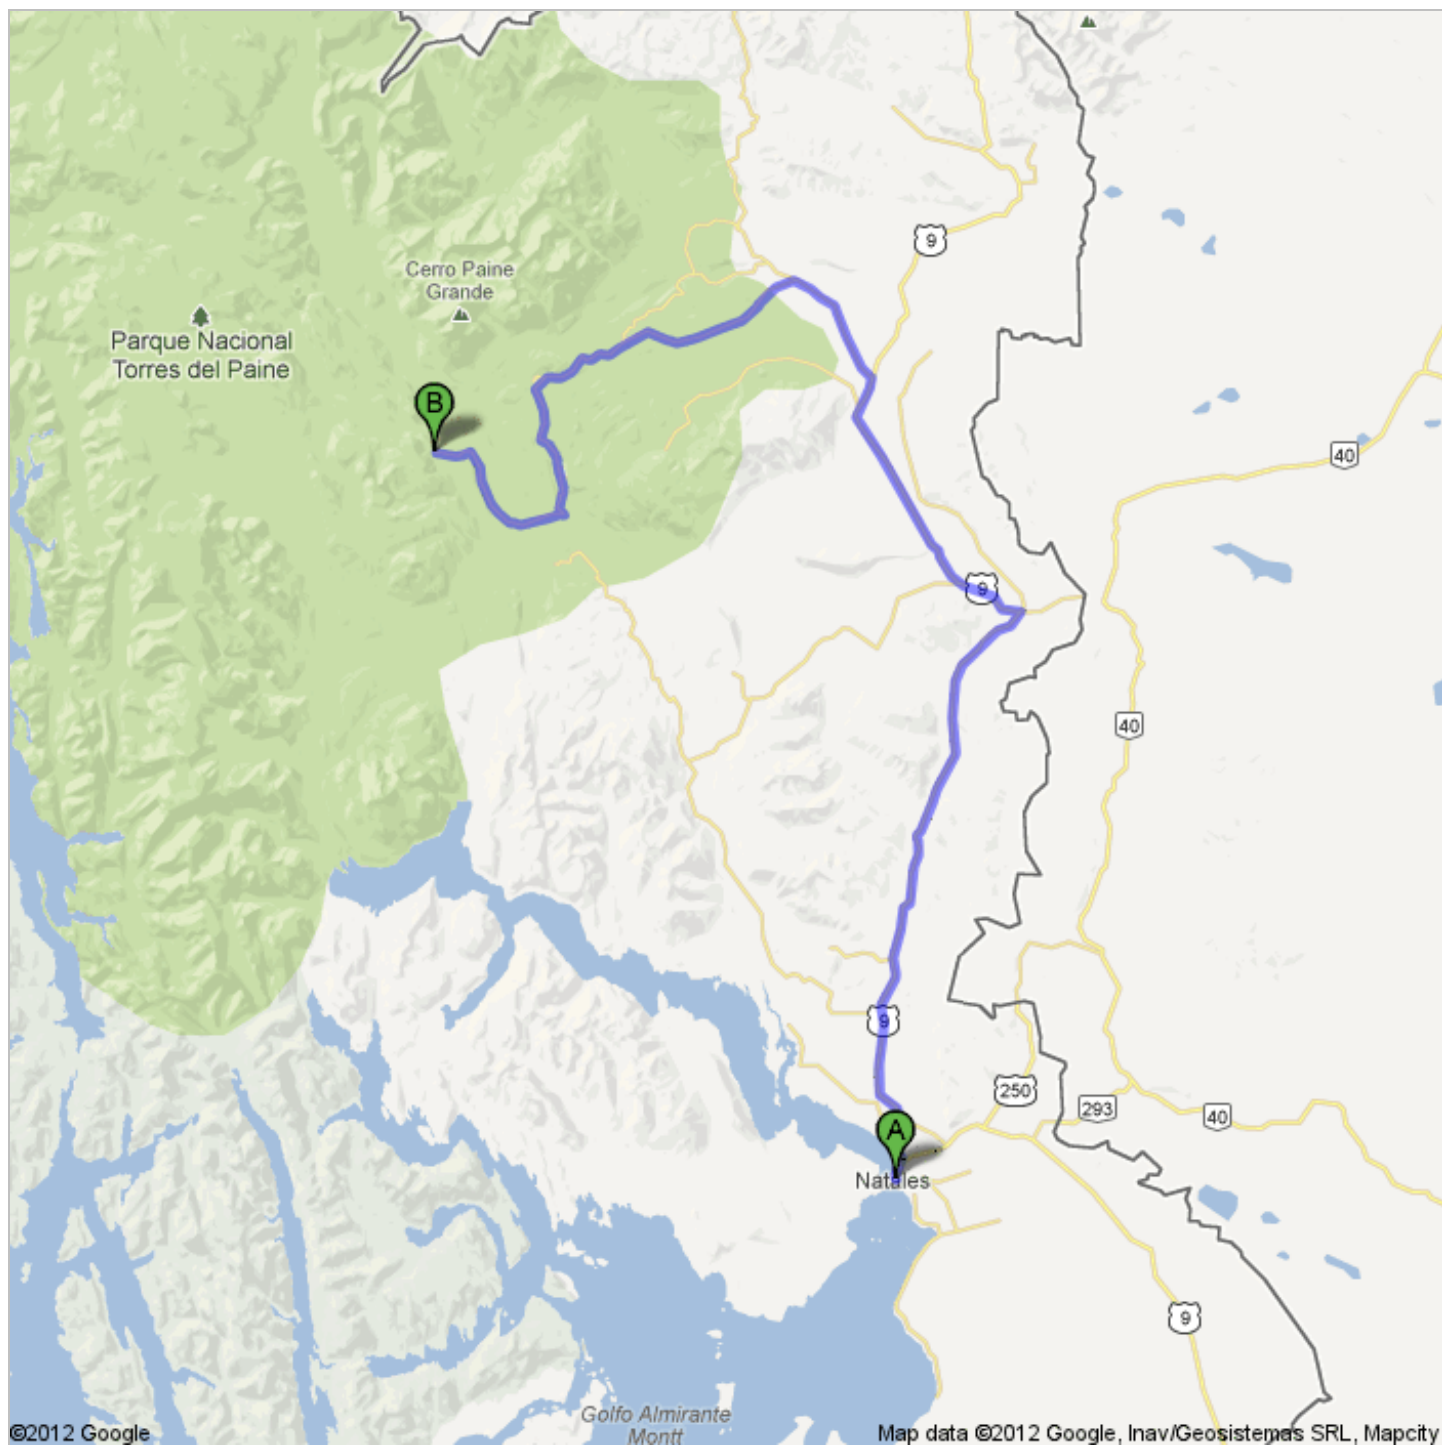 9
Cerro Paine
Grande
Parque Nacional
Torres del Paine
B
40
9
40
9
250
293
40
A
Natales
9
Golfo Almirante
Montt
©2012 Google
Map data ©2012 Google, Inav/Geosistemas SRL, Mapcity